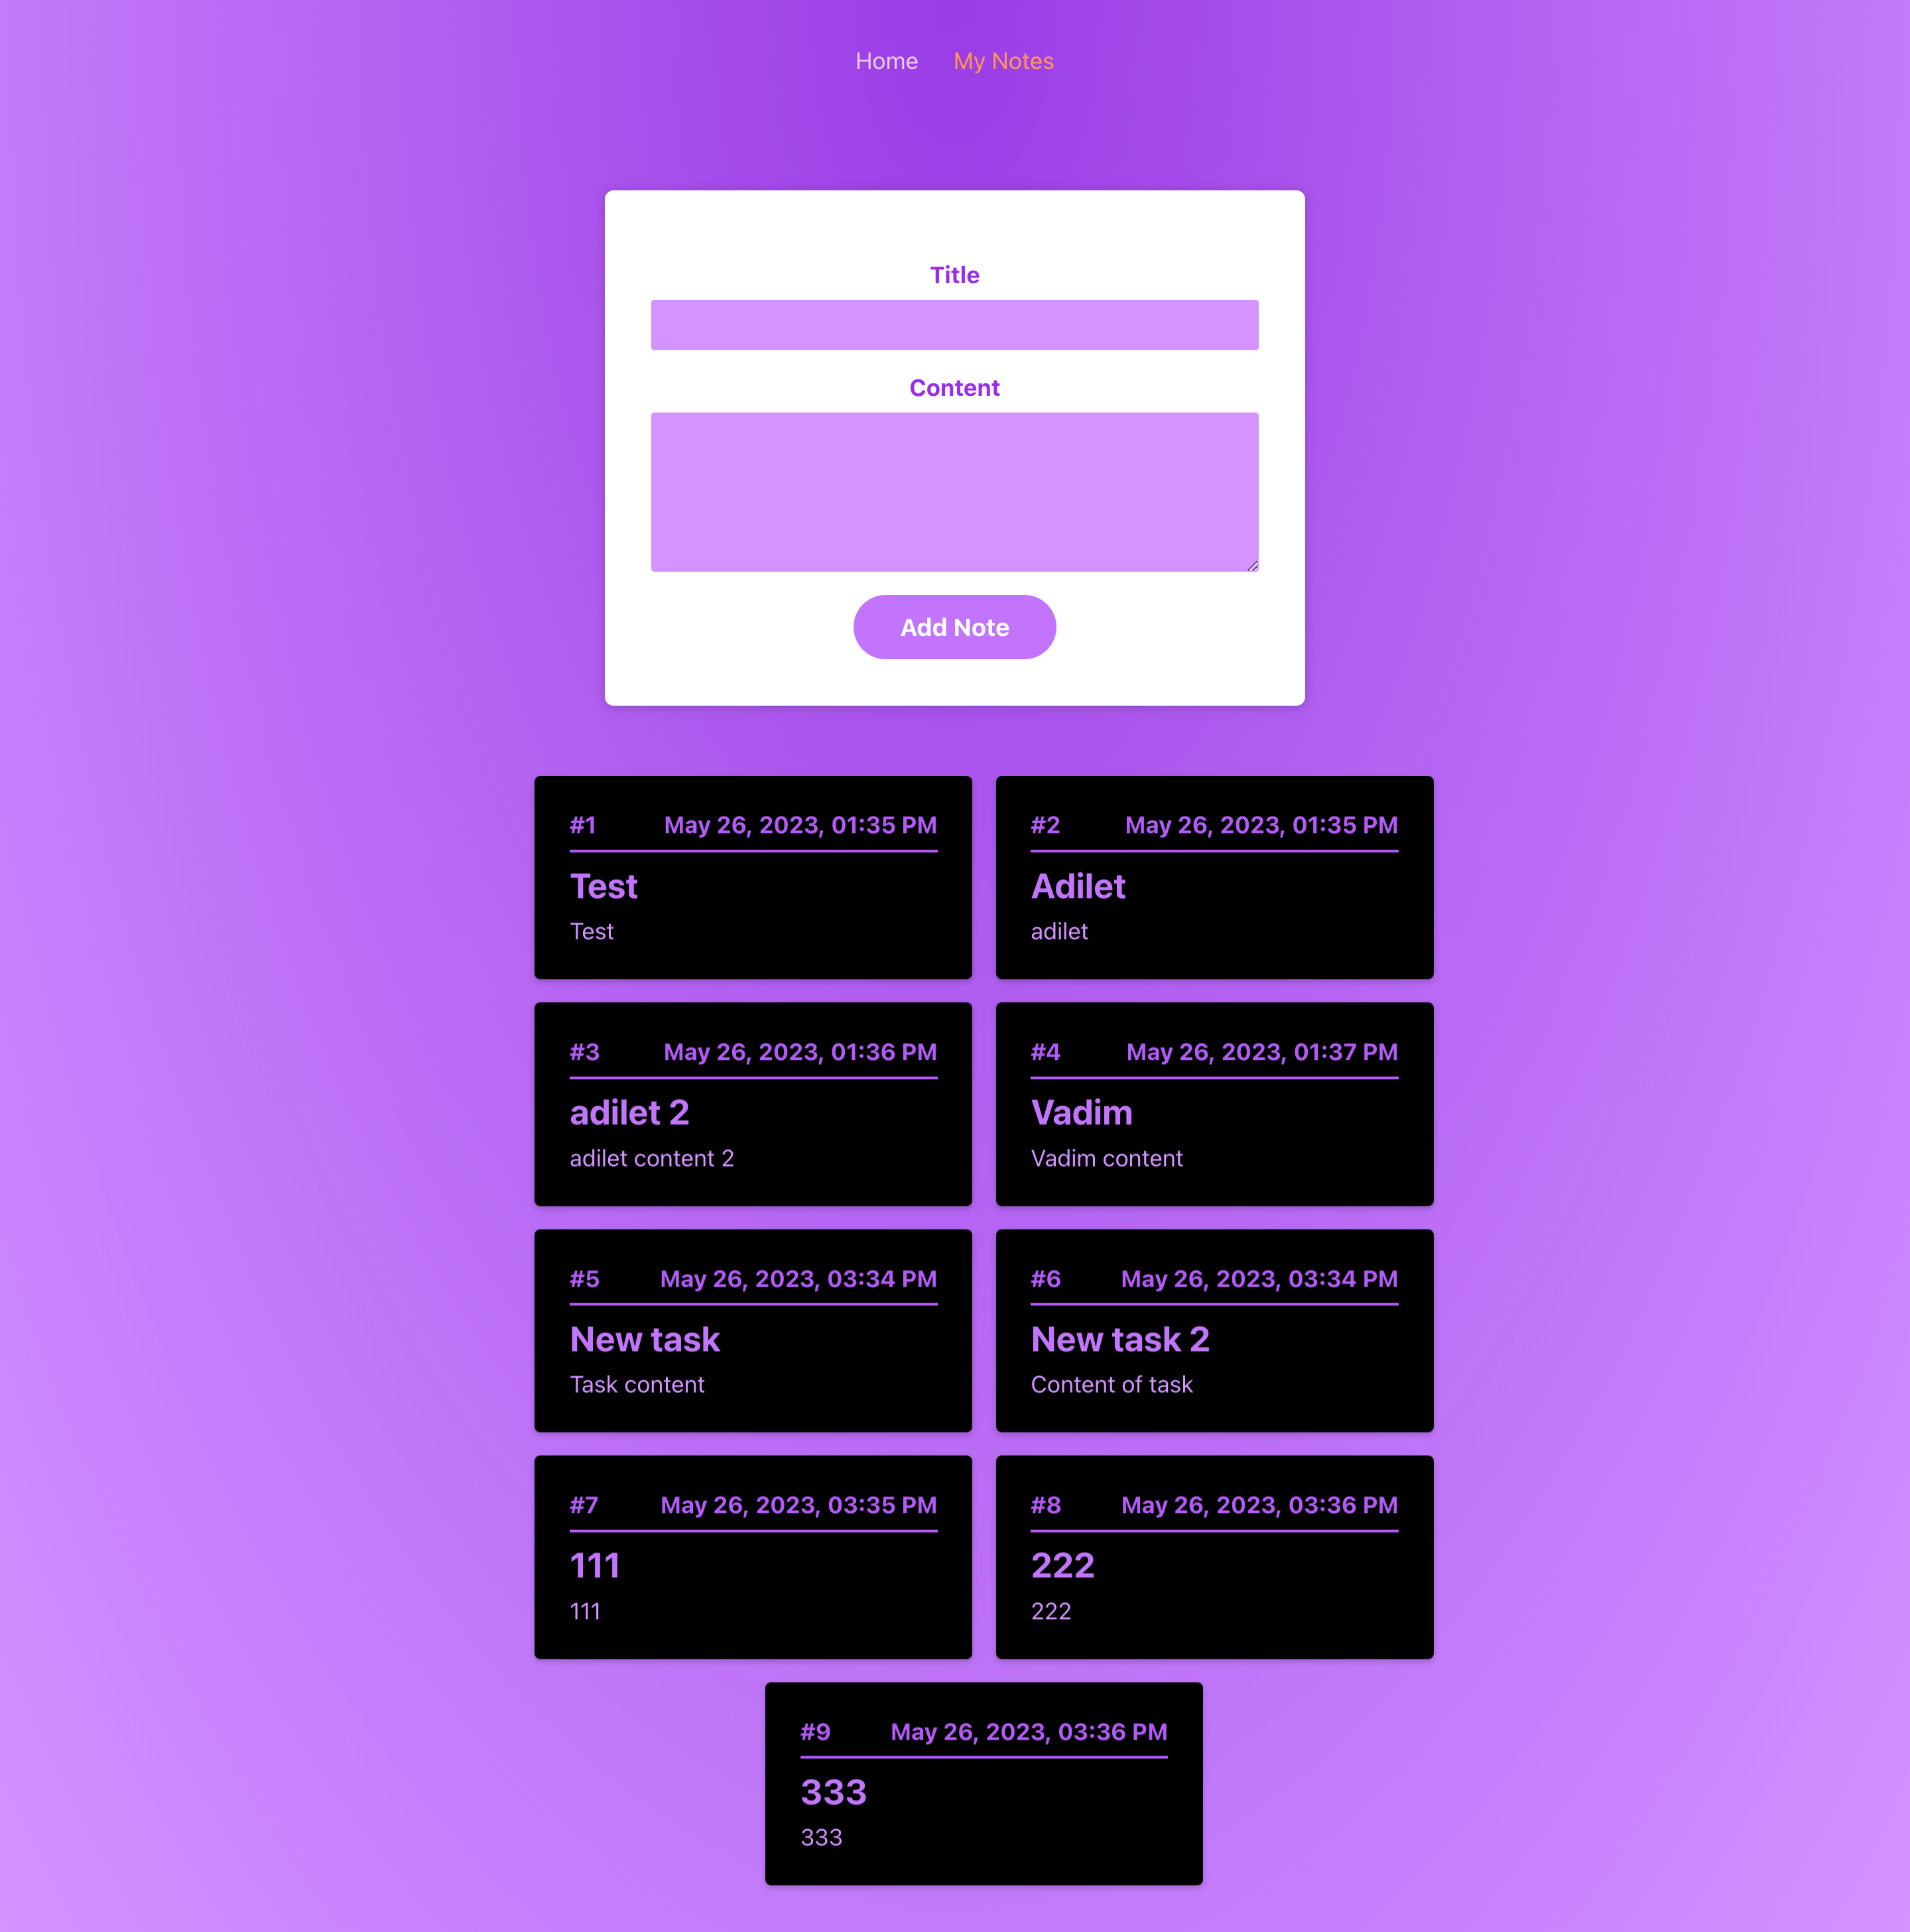 Home My Notes
Title
Content
Add Note
#1 May 26, 2023, 01:35 PM
Test
Test
#2 May 26, 2023, 01:35 PM
Adilet
adilet
#3 May 26, 2023, 01:36 PM
adilet 2
adilet content 2
#4 May 26, 2023, 01:37 PM
Vadim
Vadim content
#5 May 26, 2023, 03:34 PM
New task
Task content
#6 May 26, 2023, 03:34 PM
New task 2
Content of task
#7 May 26, 2023, 03:35 PM
111
111
#8 May 26, 2023, 03:36 PM
222
222
#9 May 26, 2023, 03:36 PM
333
333